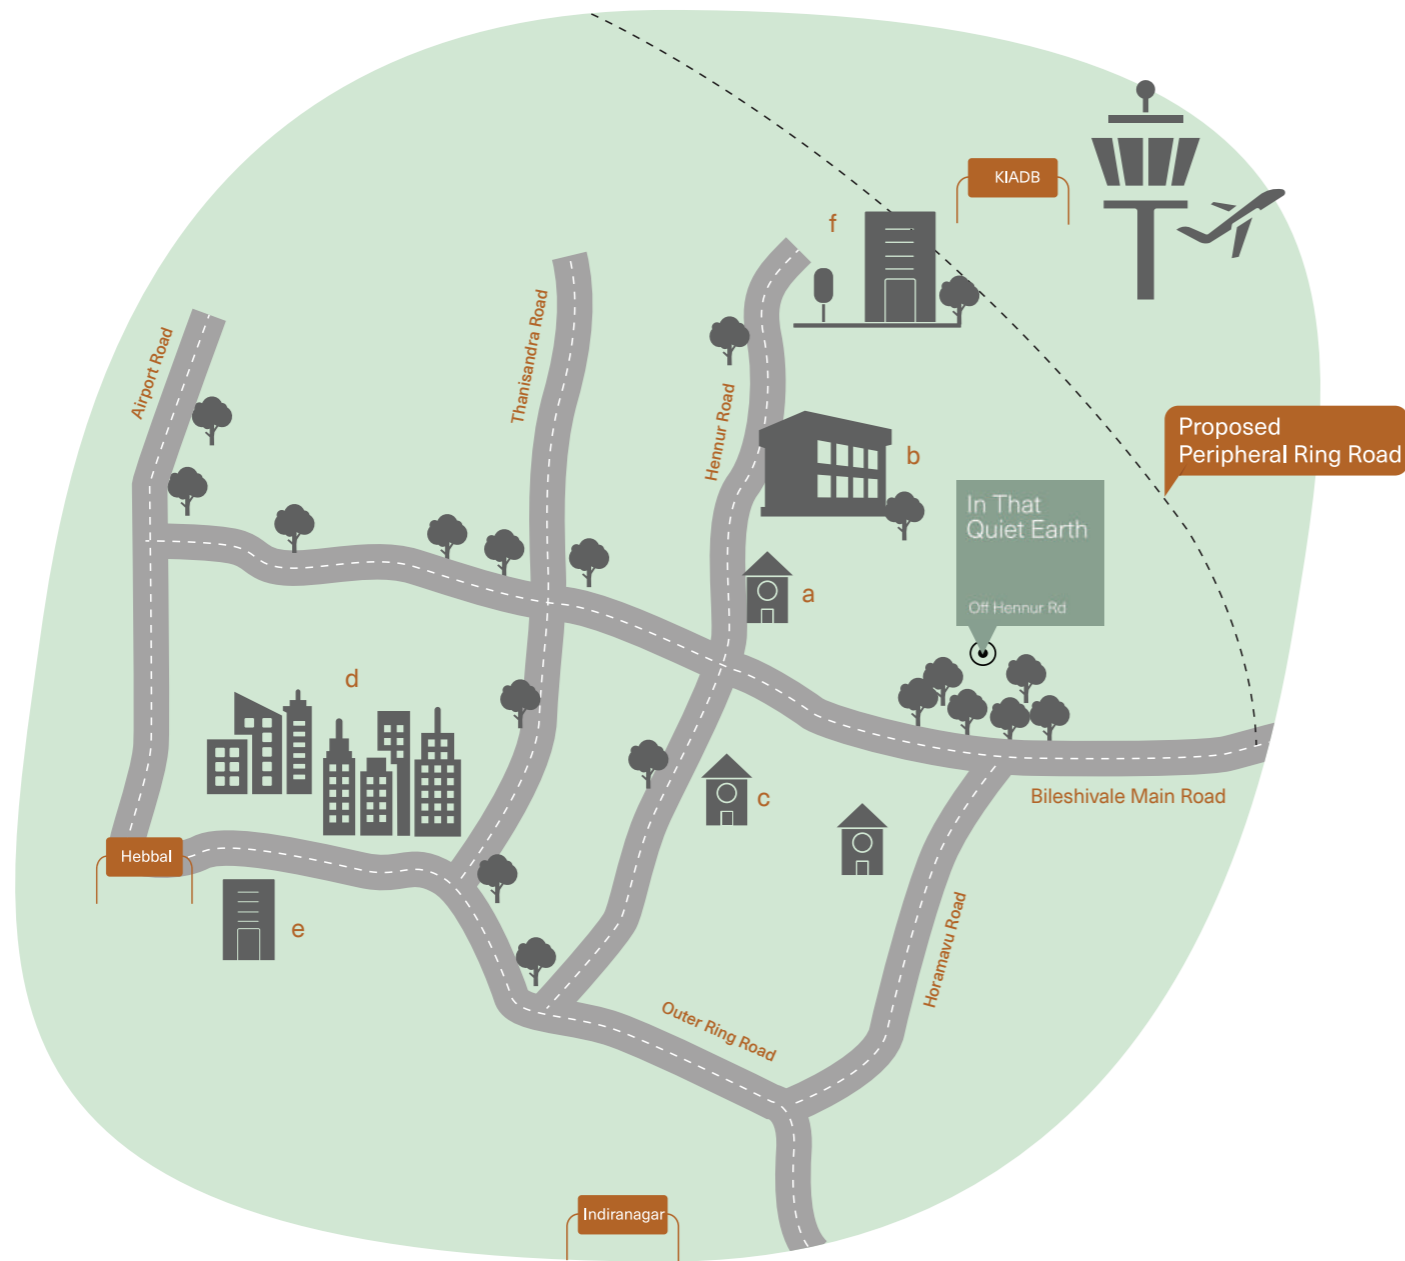 KIADB
f
Airport Road
Thanisandra Road
Hennur Road
Proposed
Peripheral Ring Road
b
In That
Quiet Earth
Off Hennur Rd
a
d
c
Bileshivale Main Road
Hebbal
e
Horamavu Road
Outer Ring Road
Indiranagar